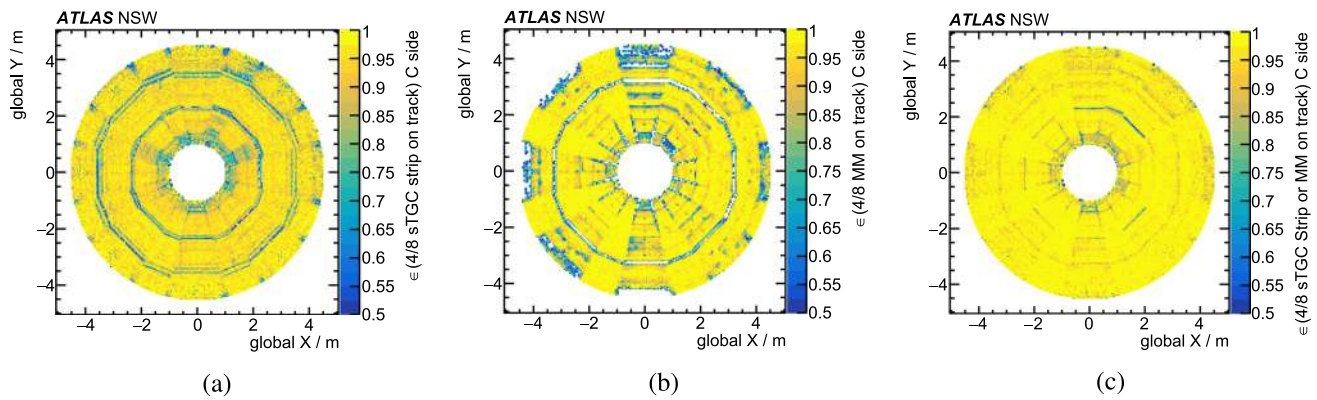 ATLAS NSW
global Y / m
4
2
0
−2
−4
−4 −2 0 2 4
global X / m
1
0.95
0.9
0.85
0.8
0.75
0.7
0.65
0.6
0.55
0.5
∈ (4/8 sTGC strip on track) C side
(a)
ATLAS NSW
global Y / m
4
2
0
−2
−4
−4 −2 0 2 4
global X / m
1
0.95
0.9
0.85
0.8
0.75
0.7
0.65
0.6
0.55
0.5
∈ (4/8 MM on track) C side
(b)
ATLAS NSW
global Y / m
4
2
0
−2
−4
−4 −2 0 2 4
global X / m
1
0.95
0.9
0.85
0.8
0.75
0.7
0.65
0.6
0.55
0.5
∈ (4/8 sTGC Strip or MM on track) C side
(c)